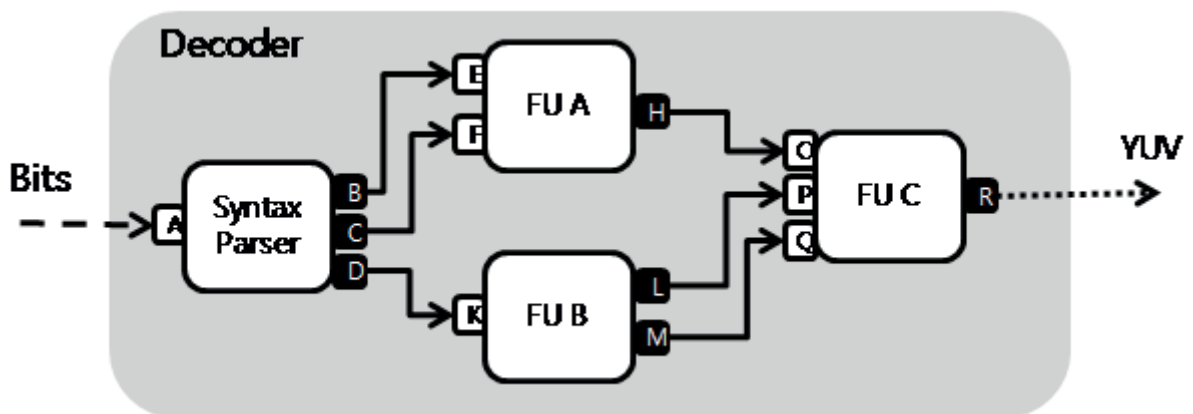 Decoder
Bits
A
Syntax
Parser
B
C
D
E
F
FU A
H
K
FU B
L
M
O
P
Q
FU C
R
YUV